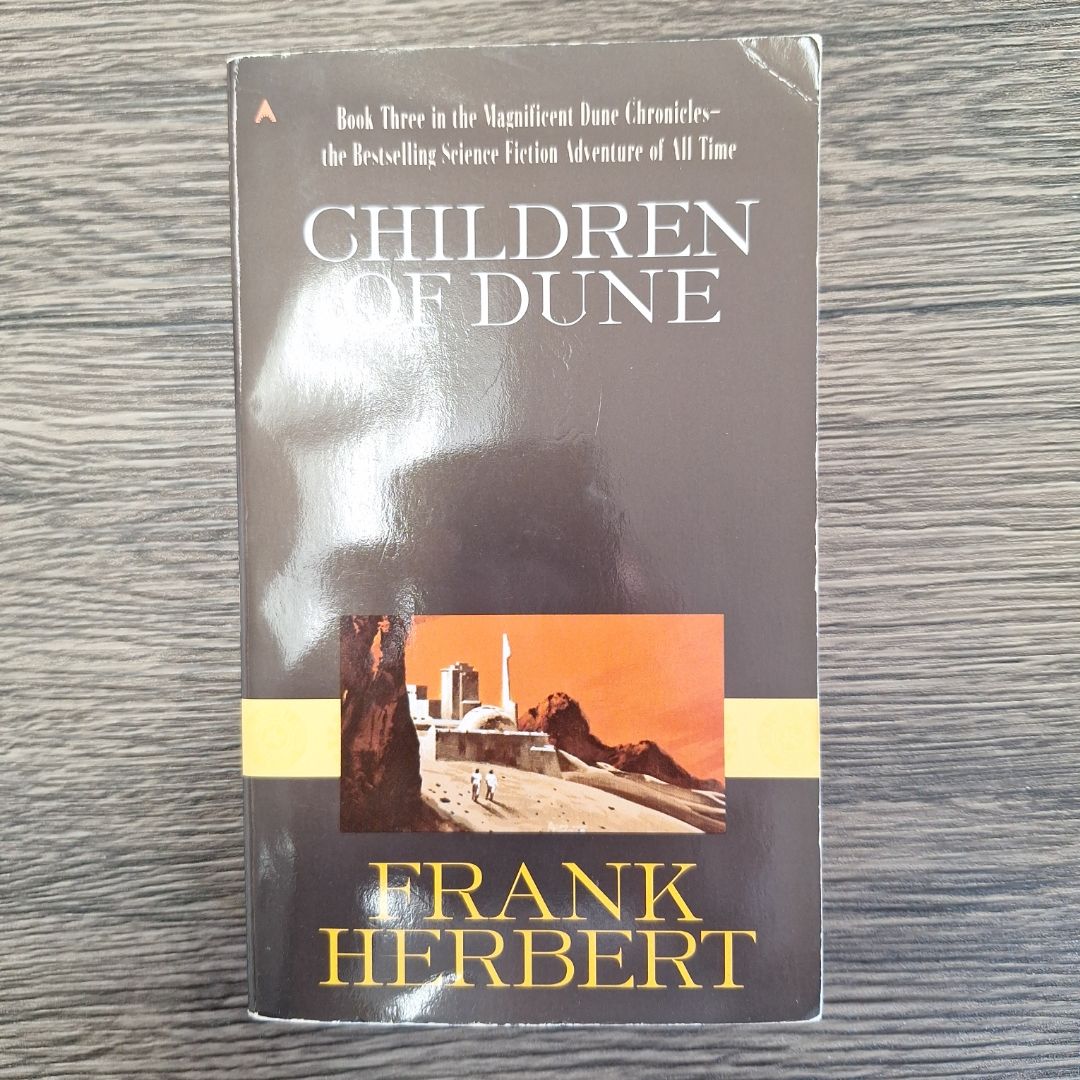 Book Three in the Magnificent Dune Chronicles–
the Bestselling Science Fiction Adventure of All Time
CHILDREN
OF DUNE
FRANK
HERBERT